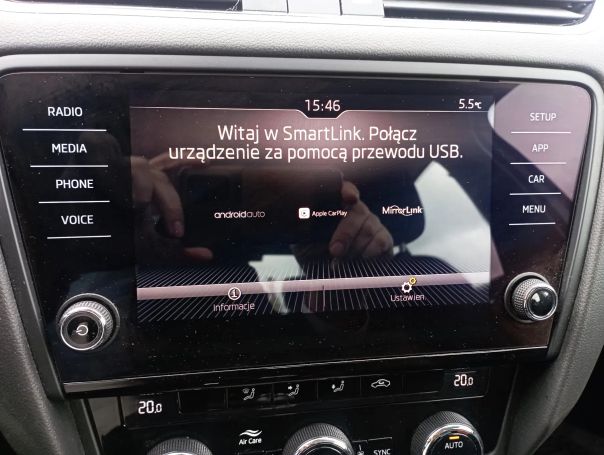 15:46
5.5°C
Witaj w SmartLink. Połącz
urządzenie za pomocą przewodu USB.
androidauto
Apple CarPlay
MirrorLink
Informacje
Ustawien
RADIO
MEDIA
PHONE
VOICE
SETUP
APP
CAR
MENU
20.0
20.0
Air Care
SYNC
AUTO